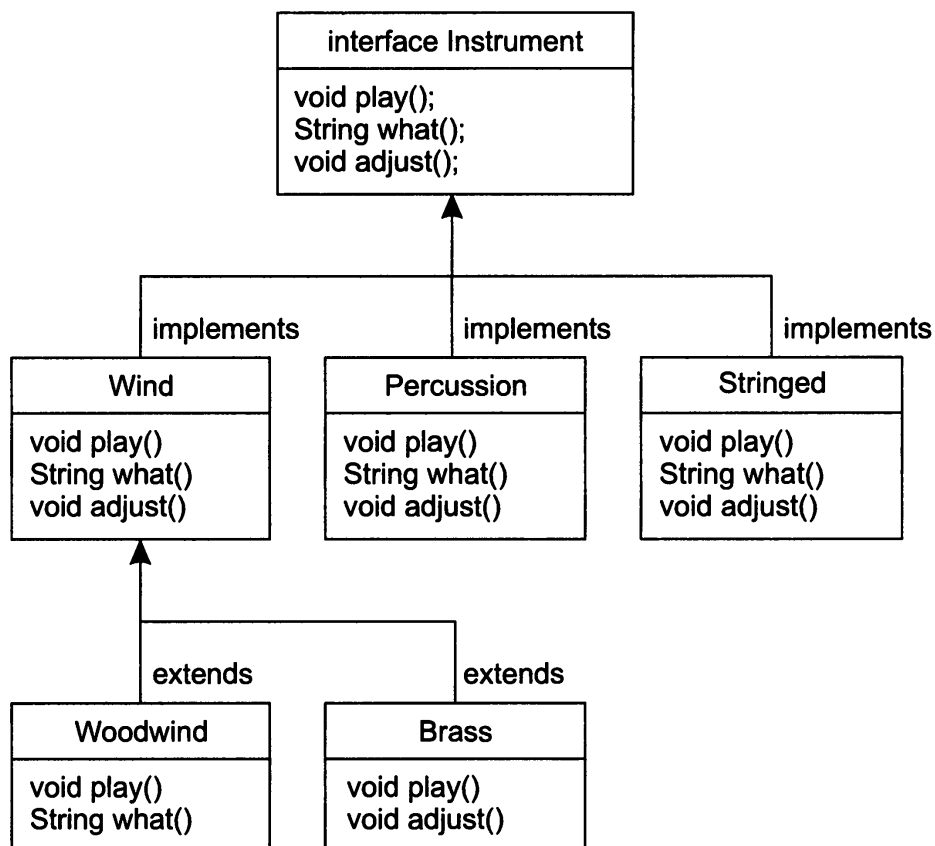 interface Instrument
void play();
String what();
void adjust();
implements
implements
implements
Wind
void play()
String what()
void adjust()
Percussion
void play()
String what()
void adjust()
Stringed
void play()
String what()
void adjust()
extends
extends
Woodwind
void play()
String what()
Brass
void play()
void adjust()